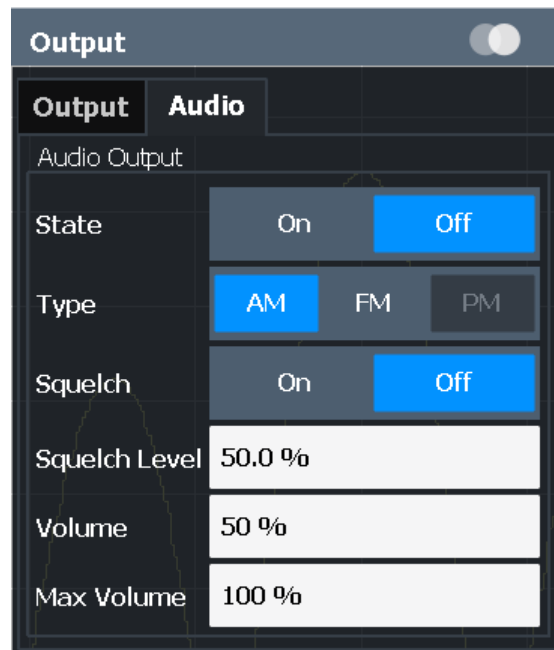 Output
Output Audio
Audio Output
State On Off
Type AM FM PM
Squelch On Off
Squelch Level 50.0 %
Volume 50 %
Max Volume 100 %